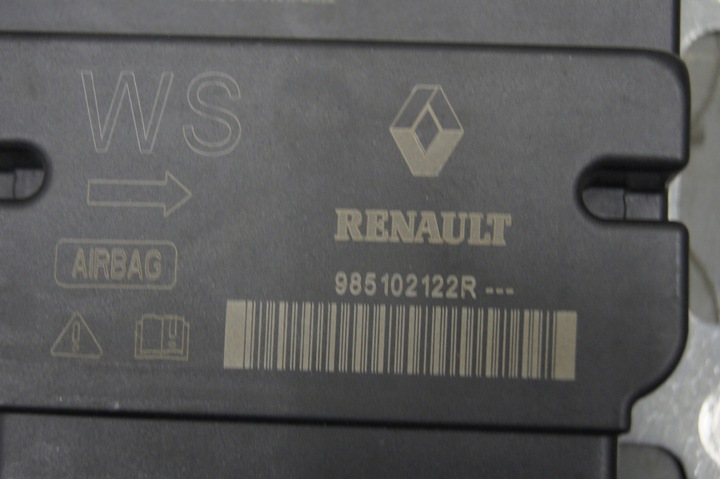 WS
RENAULT
AIRBAG
985102122R ---